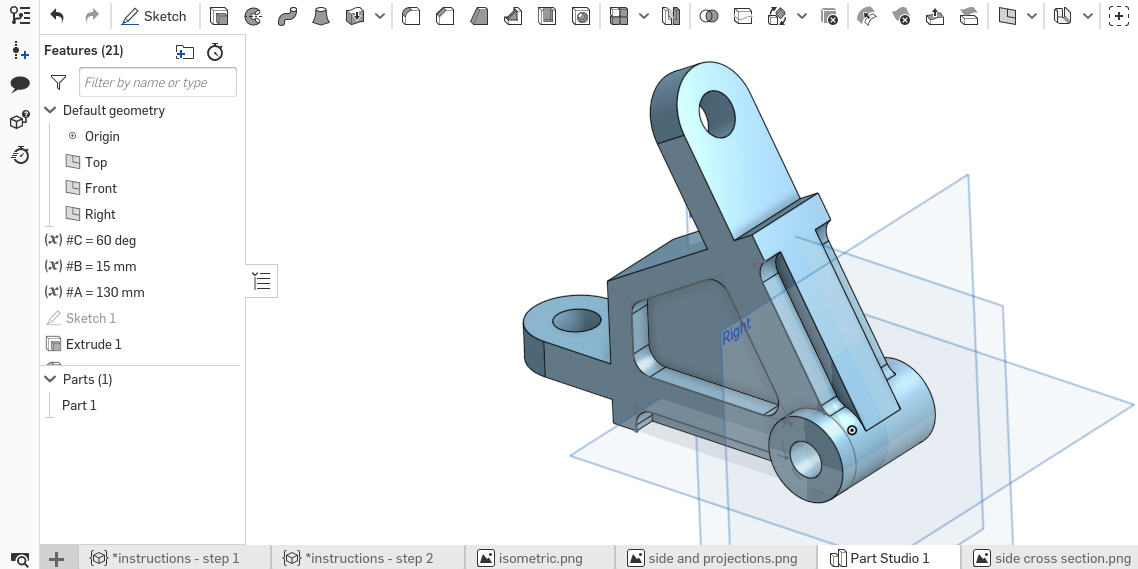 Sketch
Features (21)
Filter by name or type
Default geometry
Origin
Top
Front
Right
(x) #C = 60 deg
(x) #B = 15 mm
(x) #A = 130 mm
Sketch 1
Extrude 1
Parts (1)
Part 1
Right
*instructions - step 1
*instructions - step 2
isometric.png
side and projections.png
Part Studio 1
side cross section.png